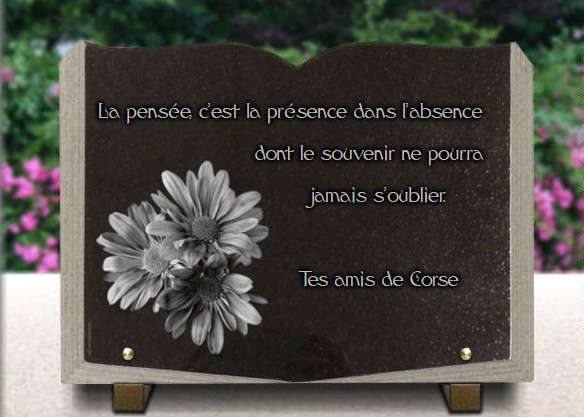 La pensée, c'est la présence dans l'absence
dont le souvenir ne pourra
jamais s'oublier.
Tes amis de Corse